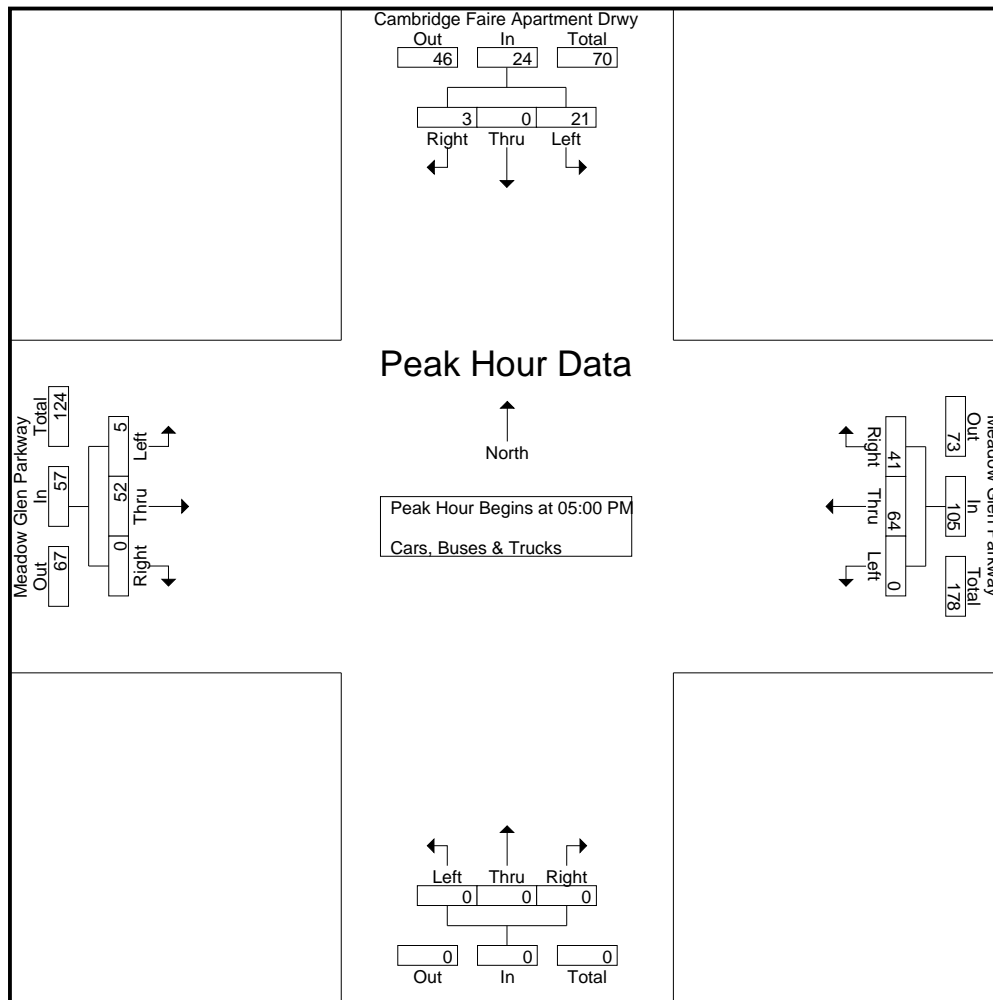 Cambridge Faire Apartment Drwy
Out In Total
46 24 70
3 0 21
Right Thru Left
Peak Hour Data
North
Peak Hour Begins at 05:00 PM
Cars, Buses & Trucks
Meadow Glen Parkway
Total In Out
124 57 67
5 52 0
Left Thru Right
Meadow Glen Parkway
Out In Total
73 105 178
41 64 0
Right Thru Left
Left Thru Right
0 0 0
0 0 0
Out In Total